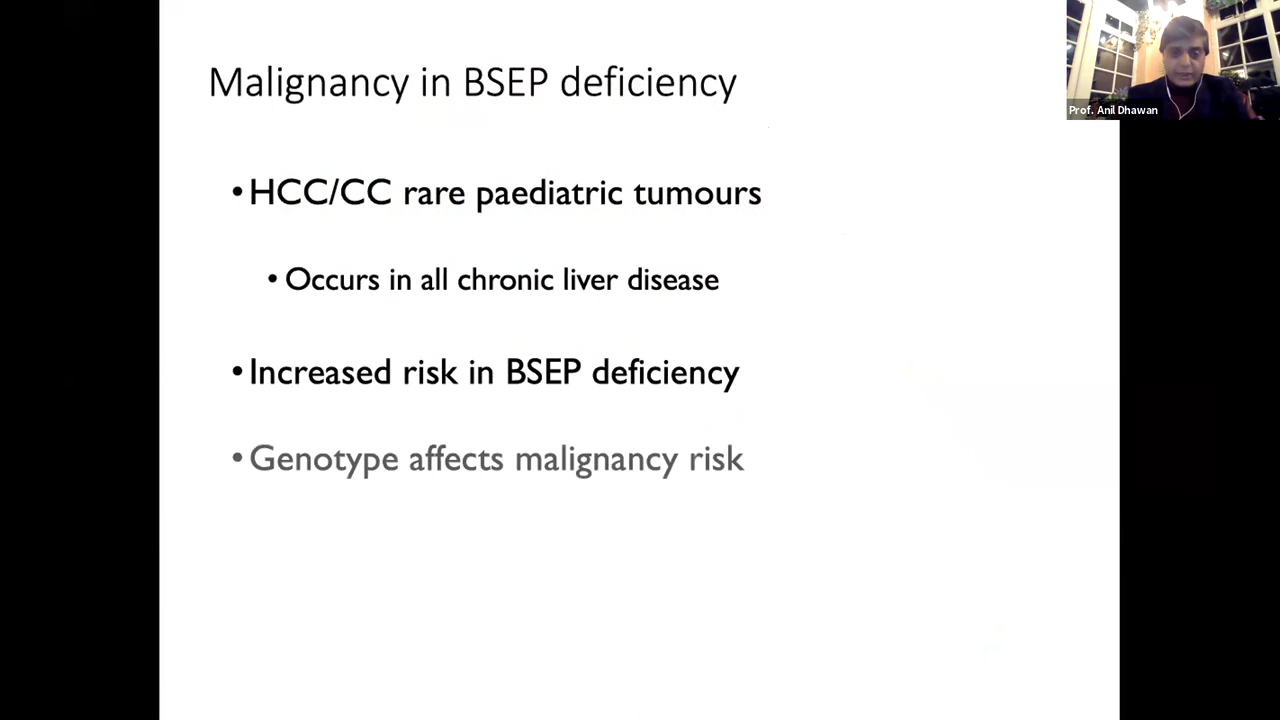 Malignancy in BSEP deficiency
Prof. Anil Dhawan
•HCC/CC rare paediatric tumours
• Occurs in all chronic liver disease
•Increased risk in BSEP deficiency
•Genotype affects malignancy risk